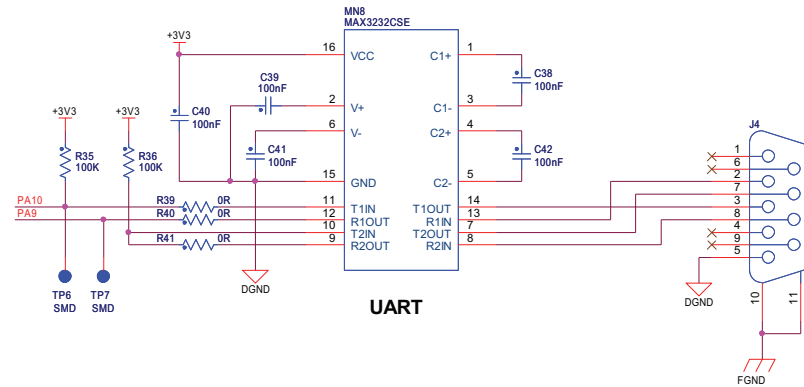 MN8
MAX3232CSE
+3V3
16
VCC
C1+
1
C39
100nF
C38
100nF
2
V+
C1-
3
+3V3
+3V3
C40
100nF
6
V-
C2+
4
R35
100K
R36
100K
C41
100nF
C42
100nF
15
GND
C2-
5
PA10
R39
0R
11
T1IN
T1OUT
14
PA9
R40
0R
12
R1OUT
R1IN
13
10
T2IN
T2OUT
7
R41
0R
9
R2OUT
R2IN
8
J4
1
6
2
7
3
8
4
9
5
TP6
SMD
TP7
SMD
DGND
UART
DGND
10
11
FGND